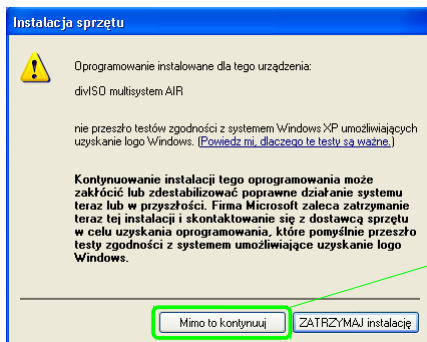 Instalacja sprzętu
Oprogramowanie instalowane dla tego urządzenia:
divISO multisystem AIR
nie przeszło testów zgodności z systemem Windows XP umożliwiających
uzyskanie logo Windows. (Powiedz mi, dlaczego te testy są ważne.)
Kontynuowanie instalacji tego oprogramowania może
zakłócić lub zdestabilizować poprawne działanie systemu
teraz lub w przyszłości. Firma Microsoft zaleca zatrzymanie
teraz tej instalacji i skontaktowanie się z dostawcą sprzętu
w celu uzyskania oprogramowania, które pomyślnie przeszło
testy zgodności z systemem umożliwiające uzyskanie logo
Windows.
Mimo to kontynuuj ZATRZYMAJ instalację